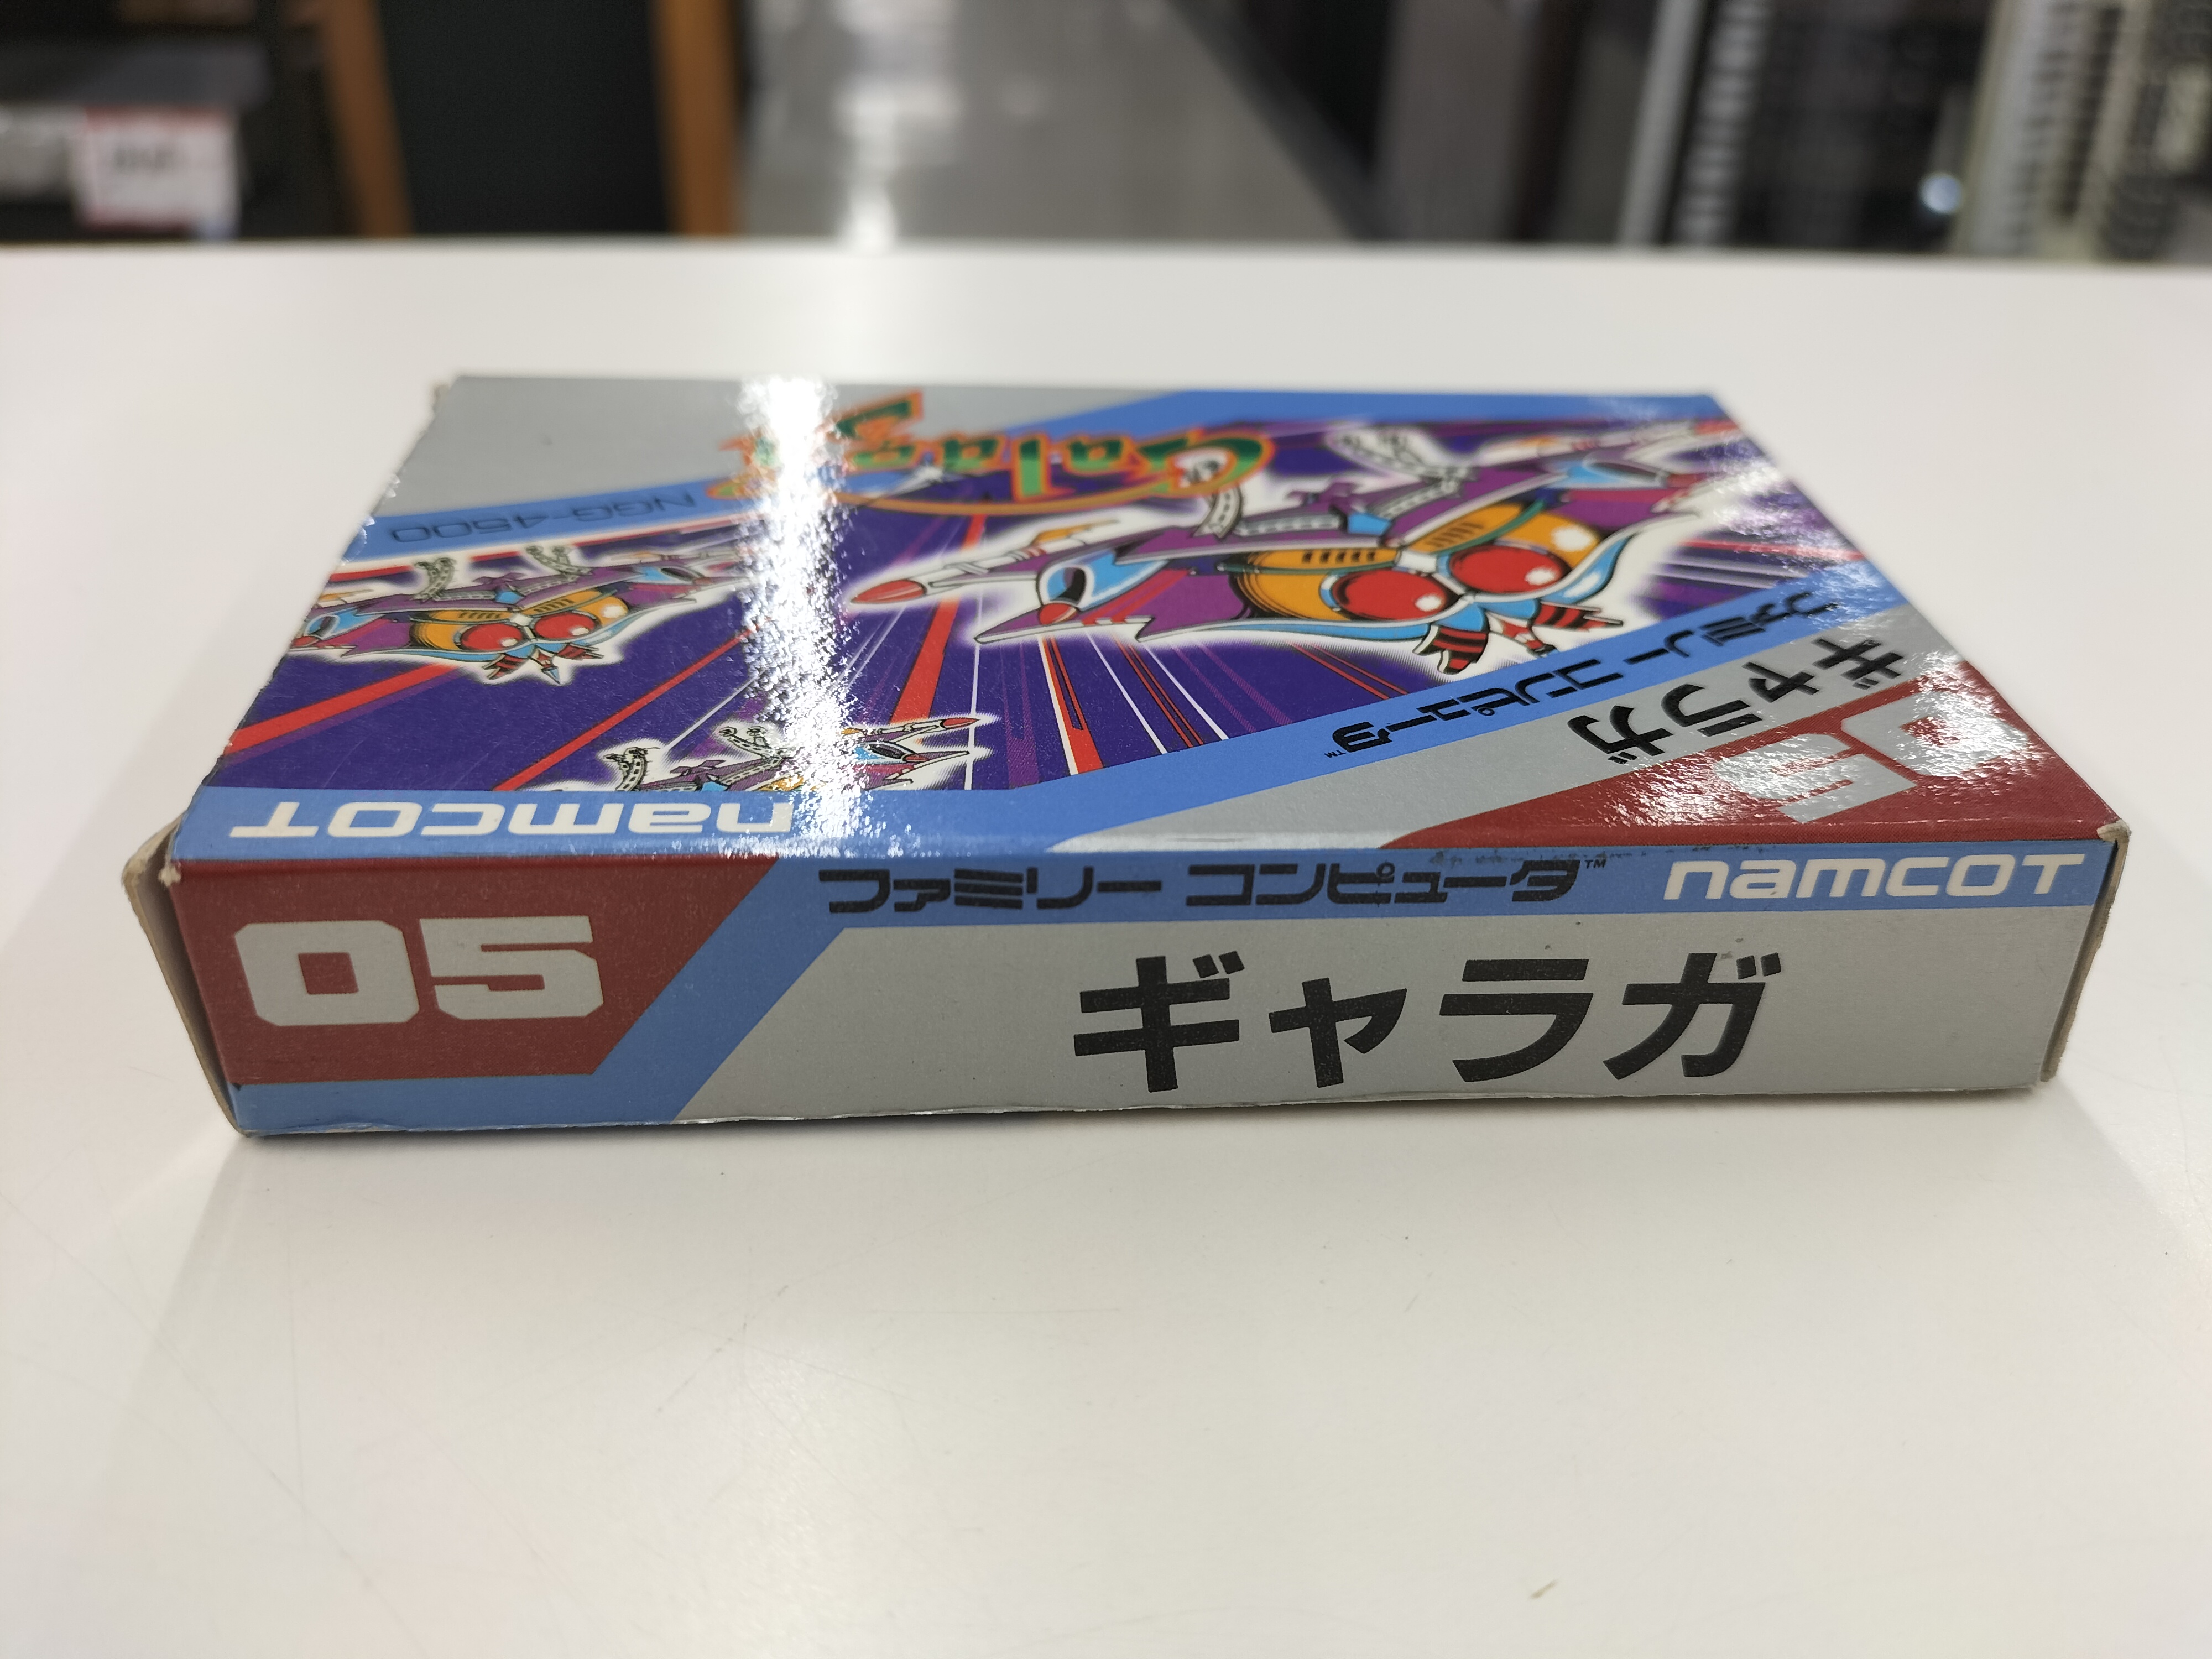 Galaga
NGG-4500
ファミリー コンピュータ™
ギャラガ
05
namcot
05
ファミリー コンピュータ™
namcot
ギャラガ